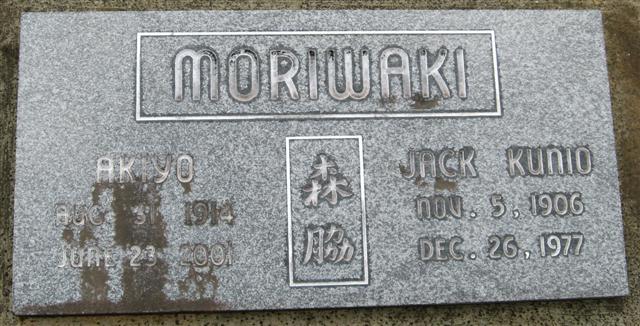 MORIWAKI
AKIYO
AUG. 31, 1914
JUNE 23, 2001
森
脇
JACK KUNIO
NOV. 5, 1906
DEC. 26, 1977